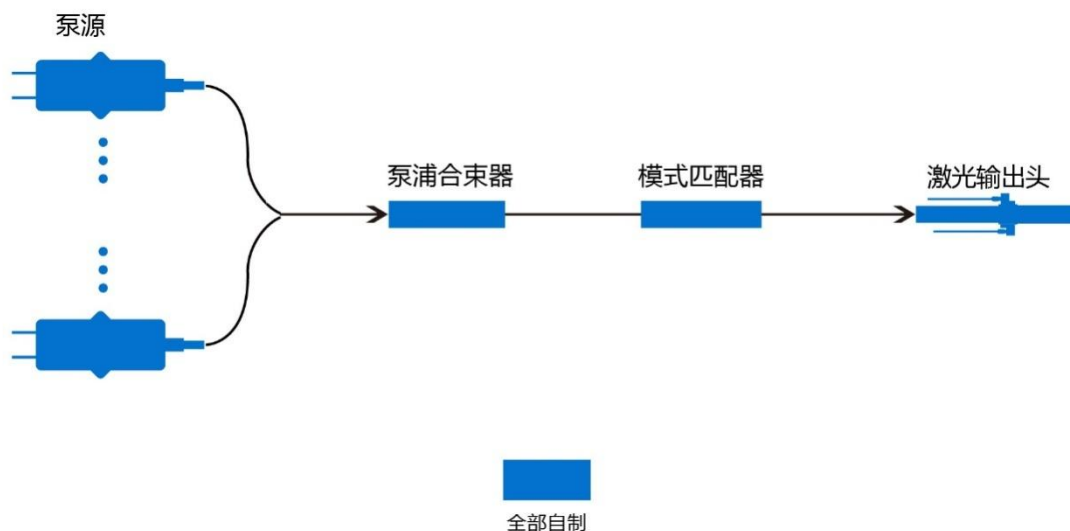 泵源
泵浦合束器
模式匹配器
激光输出头
全部自制